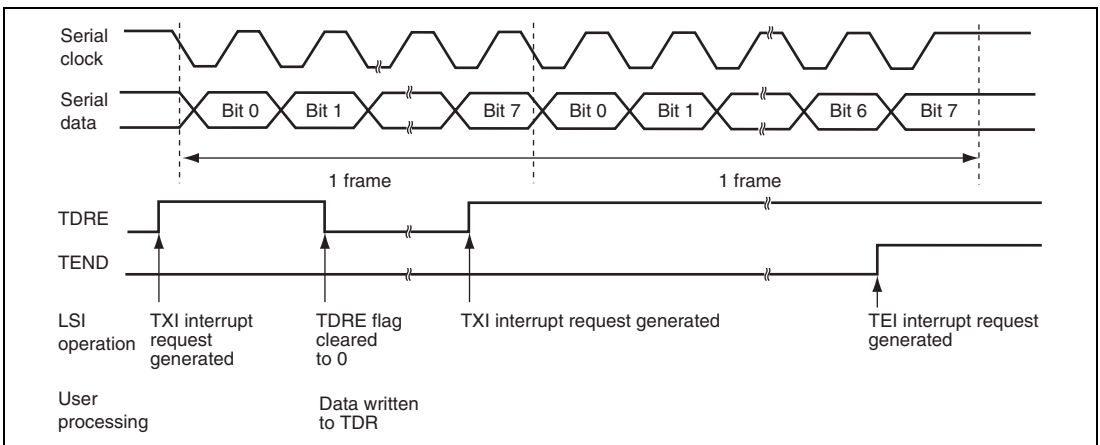 Serial
clock
Serial
data
Bit 0 Bit 1 Bit 7 Bit 0 Bit 1 Bit 6 Bit 7
1 frame 1 frame
TDRE
TEND
LSI
operation
TXI interrupt
request
generated
TDRE flag
cleared
to 0
TXI interrupt request generated
TEI interrupt request
generated
User
processing
Data written
to TDR